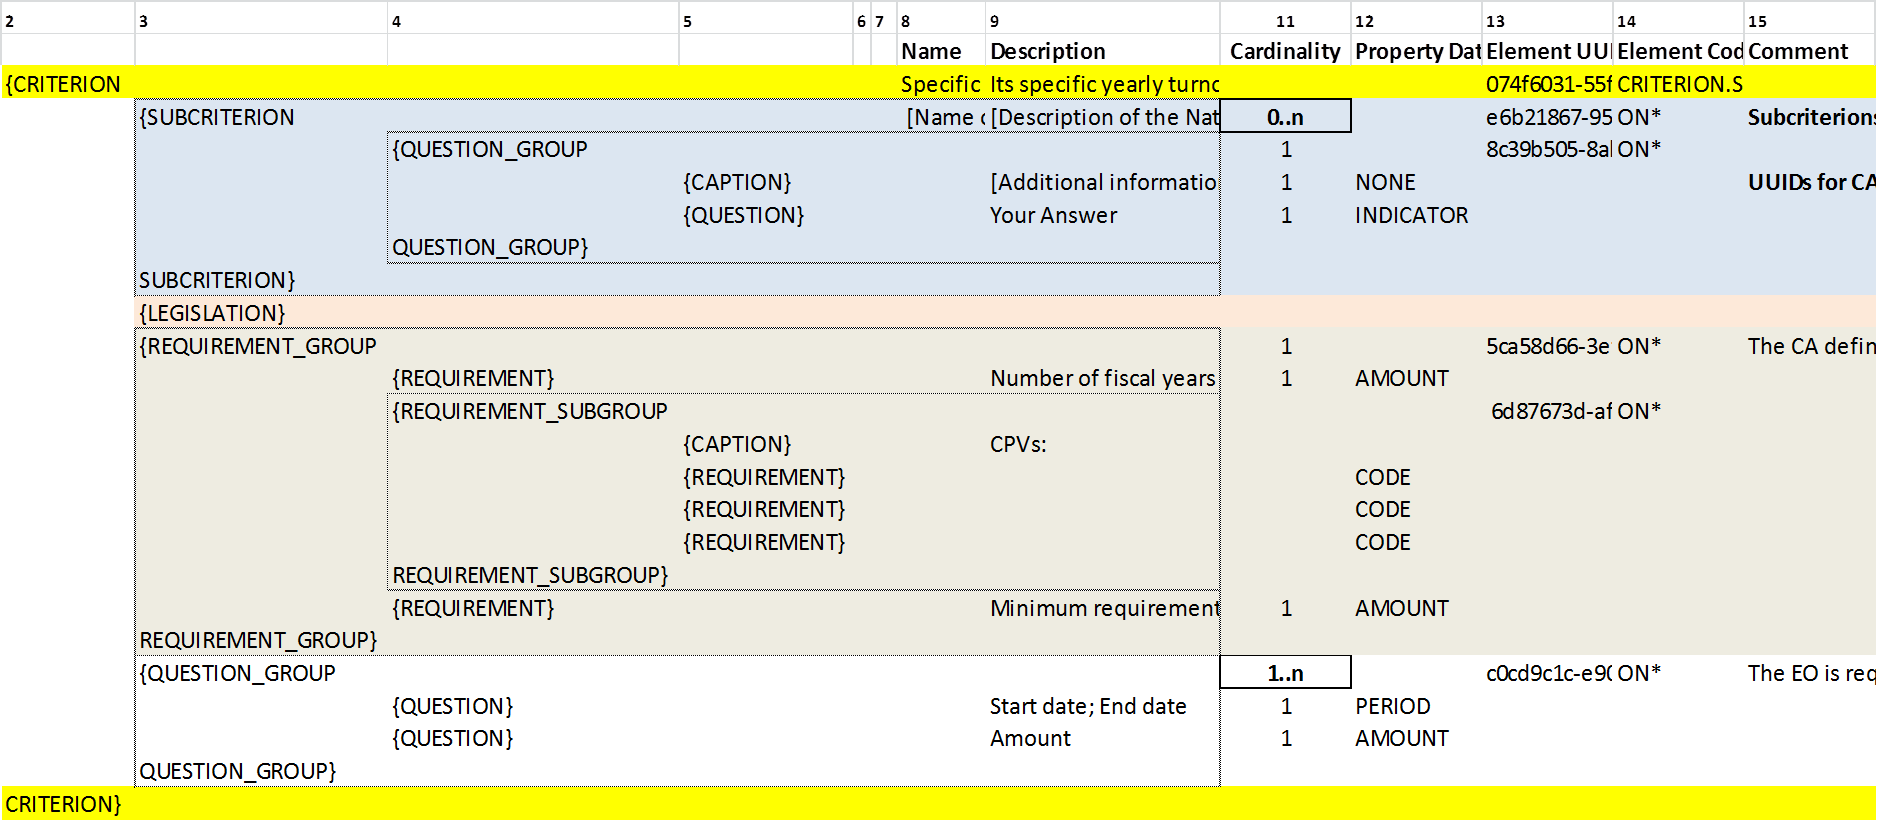 2 3 4 5 6 7 8 9 11 12 13 14 15
Name Description Cardinality Property Dat Element UUI Element Cod Comment
{CRITERION Specific Its specific yearly turno 074f6031-55f CRITERION.S
{SUBCRITERION [Name o [Description of the Nat 0..n e6b21867-95 ON* Subcriterions
{QUESTION_GROUP 1 8c39b505-8al ON*
{CAPTION} [Additional informatio 1 NONE UUIDs for CA
{QUESTION} Your Answer 1 INDICATOR
QUESTION_GROUP}
SUBCRITERION}
{LEGISLATION}
{REQUIREMENT_GROUP 1 5ca58d66-3e ON* The CA defin
{REQUIREMENT} Number of fiscal years 1 AMOUNT
{REQUIREMENT_SUBGROUP 6d87673d-af ON*
{CAPTION} CPVs:
{REQUIREMENT} CODE
{REQUIREMENT} CODE
{REQUIREMENT} CODE
REQUIREMENT_SUBGROUP}
{REQUIREMENT} Minimum requirement 1 AMOUNT
REQUIREMENT_GROUP}
{QUESTION_GROUP 1..n c0cd9c1c-e90 ON* The EO is req
{QUESTION} Start date; End date 1 PERIOD
{QUESTION} Amount 1 AMOUNT
QUESTION_GROUP}
CRITERION}